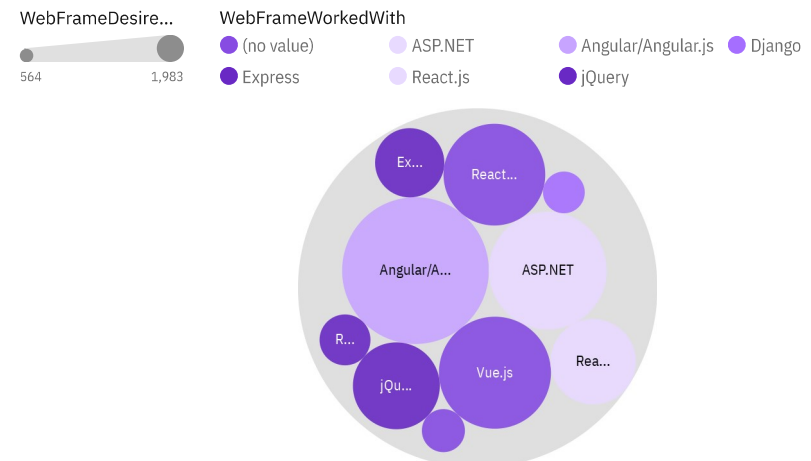 WebFrameDesire...
564 1,983
WebFrameWorkedWith
(no value) ASP.NET Angular/Angular.js Django
Express React.js jQuery
Ex...
React...
Angular/A...
ASP.NET
R...
jQu...
Vue.js
Rea...